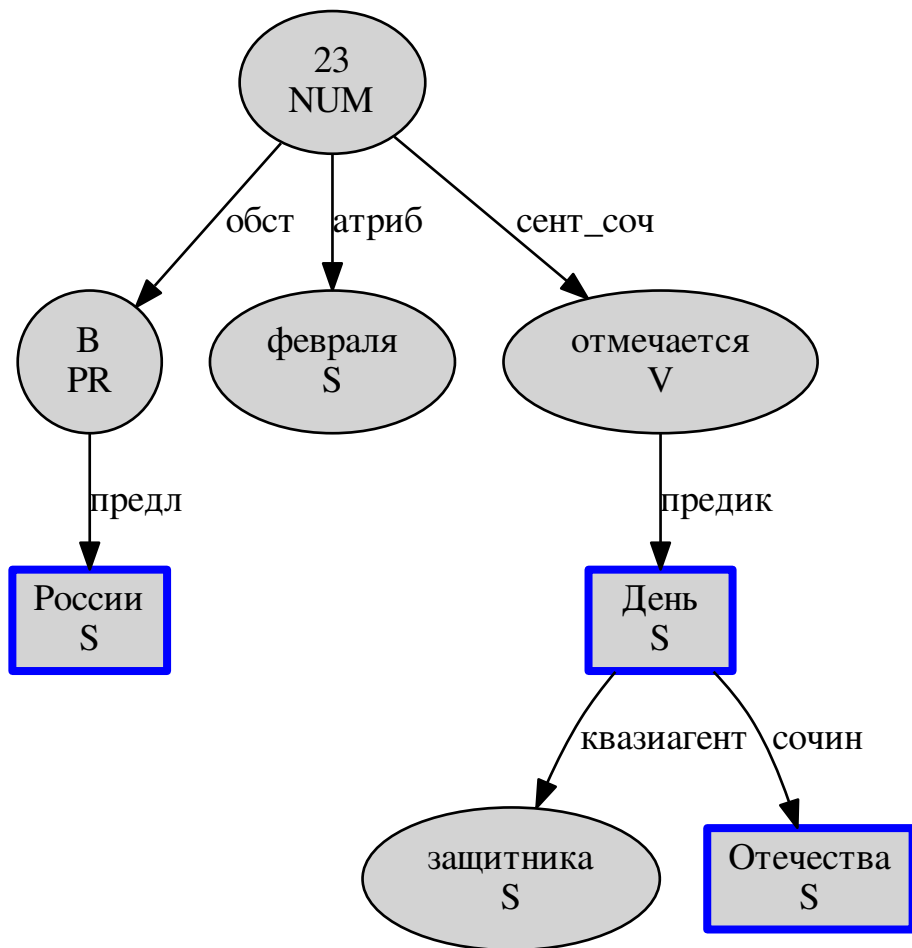 23
NUM
обст
атриб
сент_соч
В
PR
февраля
S
отмечается
V
предл
предик
России
S
День
S
квазиагент
сочин
защитника
S
Отечества
S